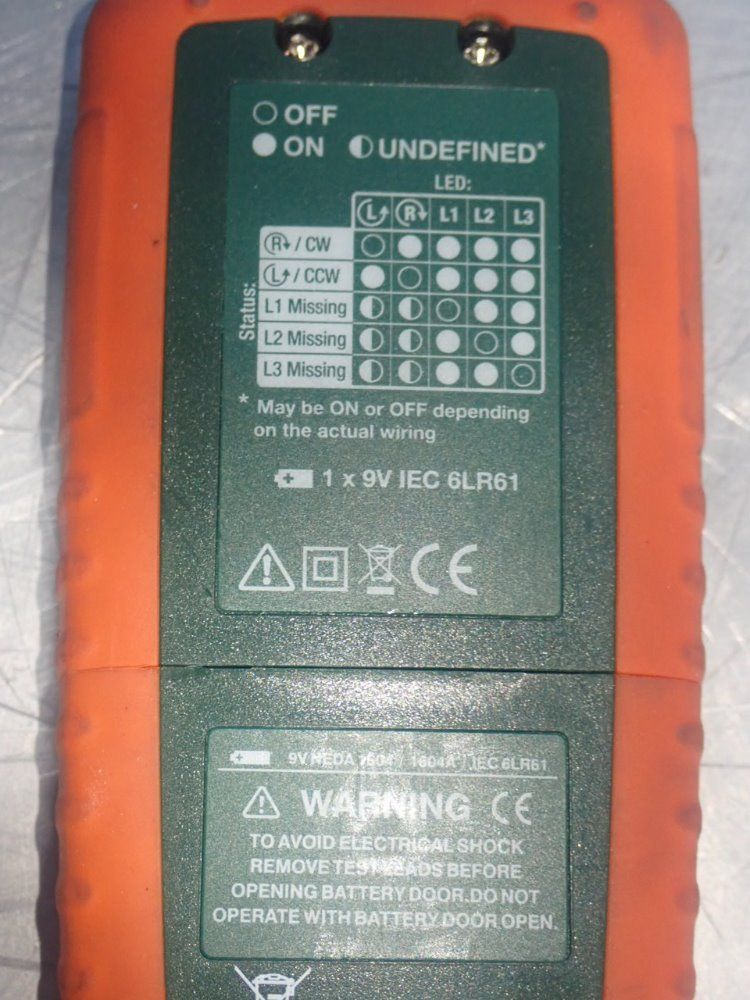 OFF
ON UNDEFINED*
LED:
L R L1 L2 L3
Status:
R / CW
L / CCW
L1 Missing
L2 Missing
L3 Missing
* May be ON or OFF depending
on the actual wiring
1 x 9V IEC 6LR61
CE
9V NEDA 1604 / 1604A / IEC 6LR61
WARNING CE
TO AVOID ELECTRICAL SHOCK
REMOVE TEST LEADS BEFORE
OPENING BATTERY DOOR.DO NOT
OPERATE WITH BATTERY DOOR OPEN.